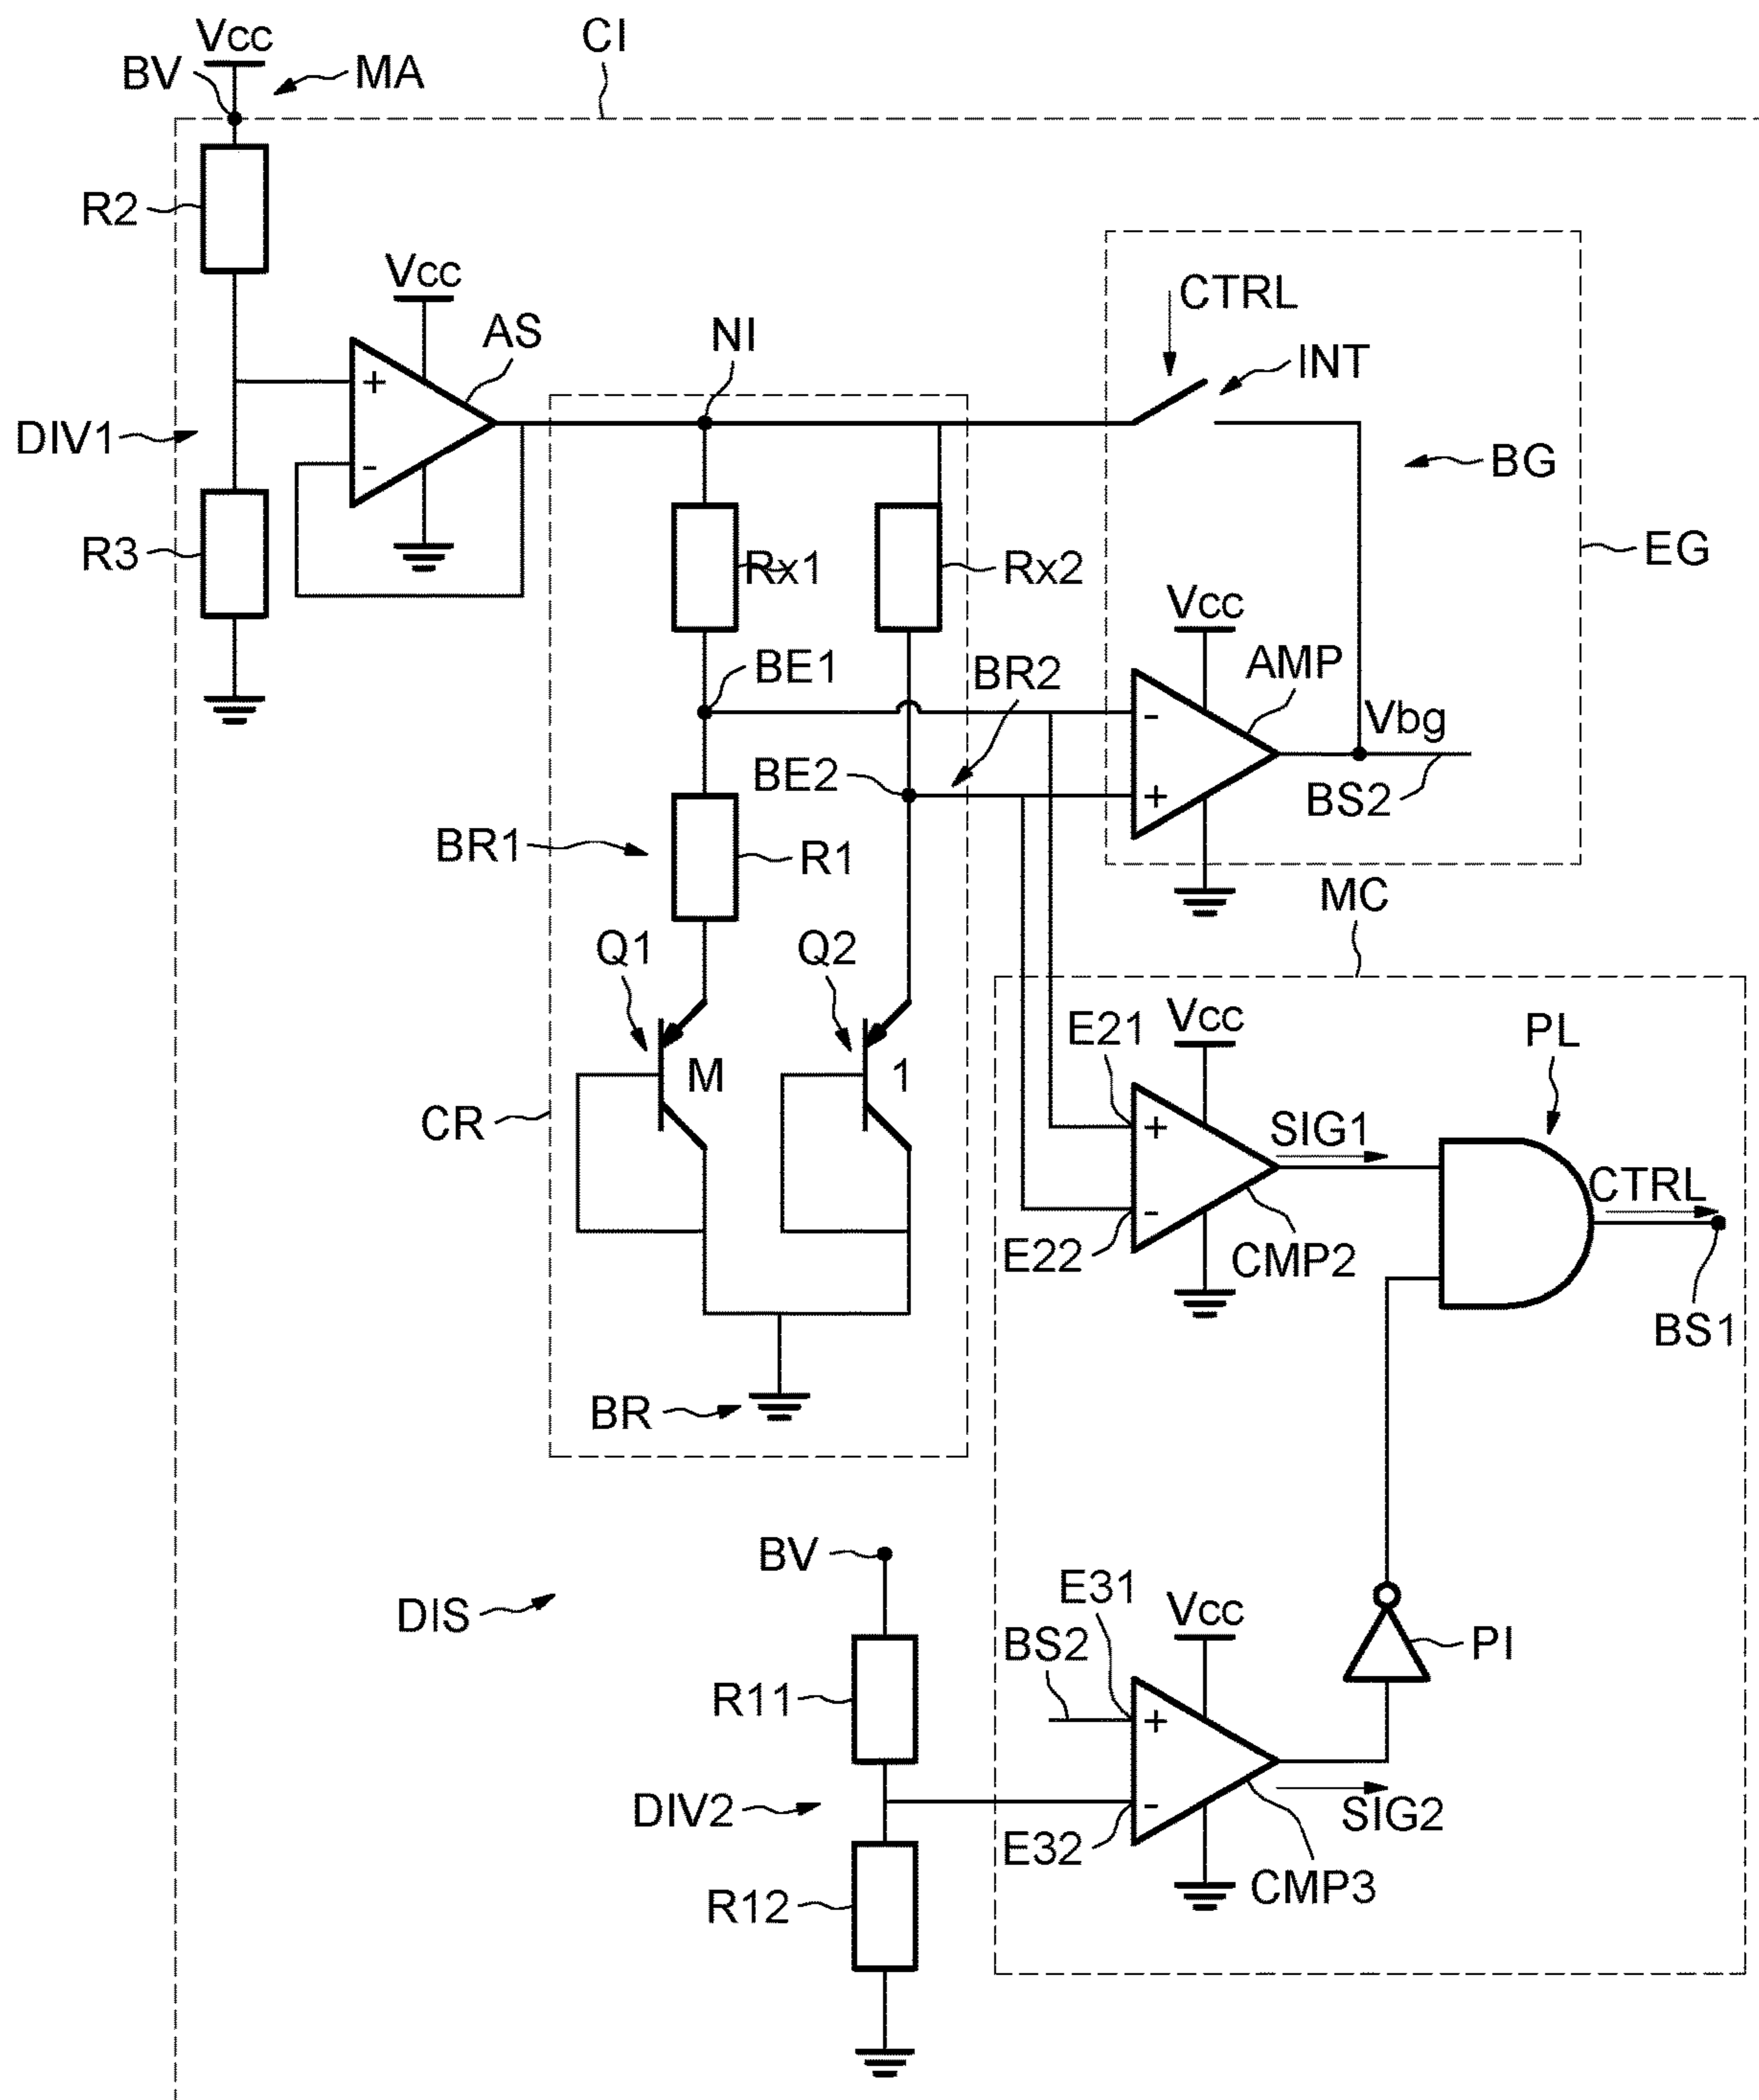 Vcc
CI
BV
MA
R2
Vcc
CTRL
AS
NI
INT
+
DIV1
BG
-
R3
Rx1
Rx2
EG
Vcc
BE1
BR2
AMP
-
Vbg
BE2
+
BS2
BR1
R1
MC
Q1
Q2
Vcc
E21
PL
M
1
CR
+
SIG1
CTRL
-
E22
CMP2
BS1
BR
BV
E31
Vcc
DIS
BS2
PI
R11
+
DIV2
-
SIG2
E32
R12
CMP3